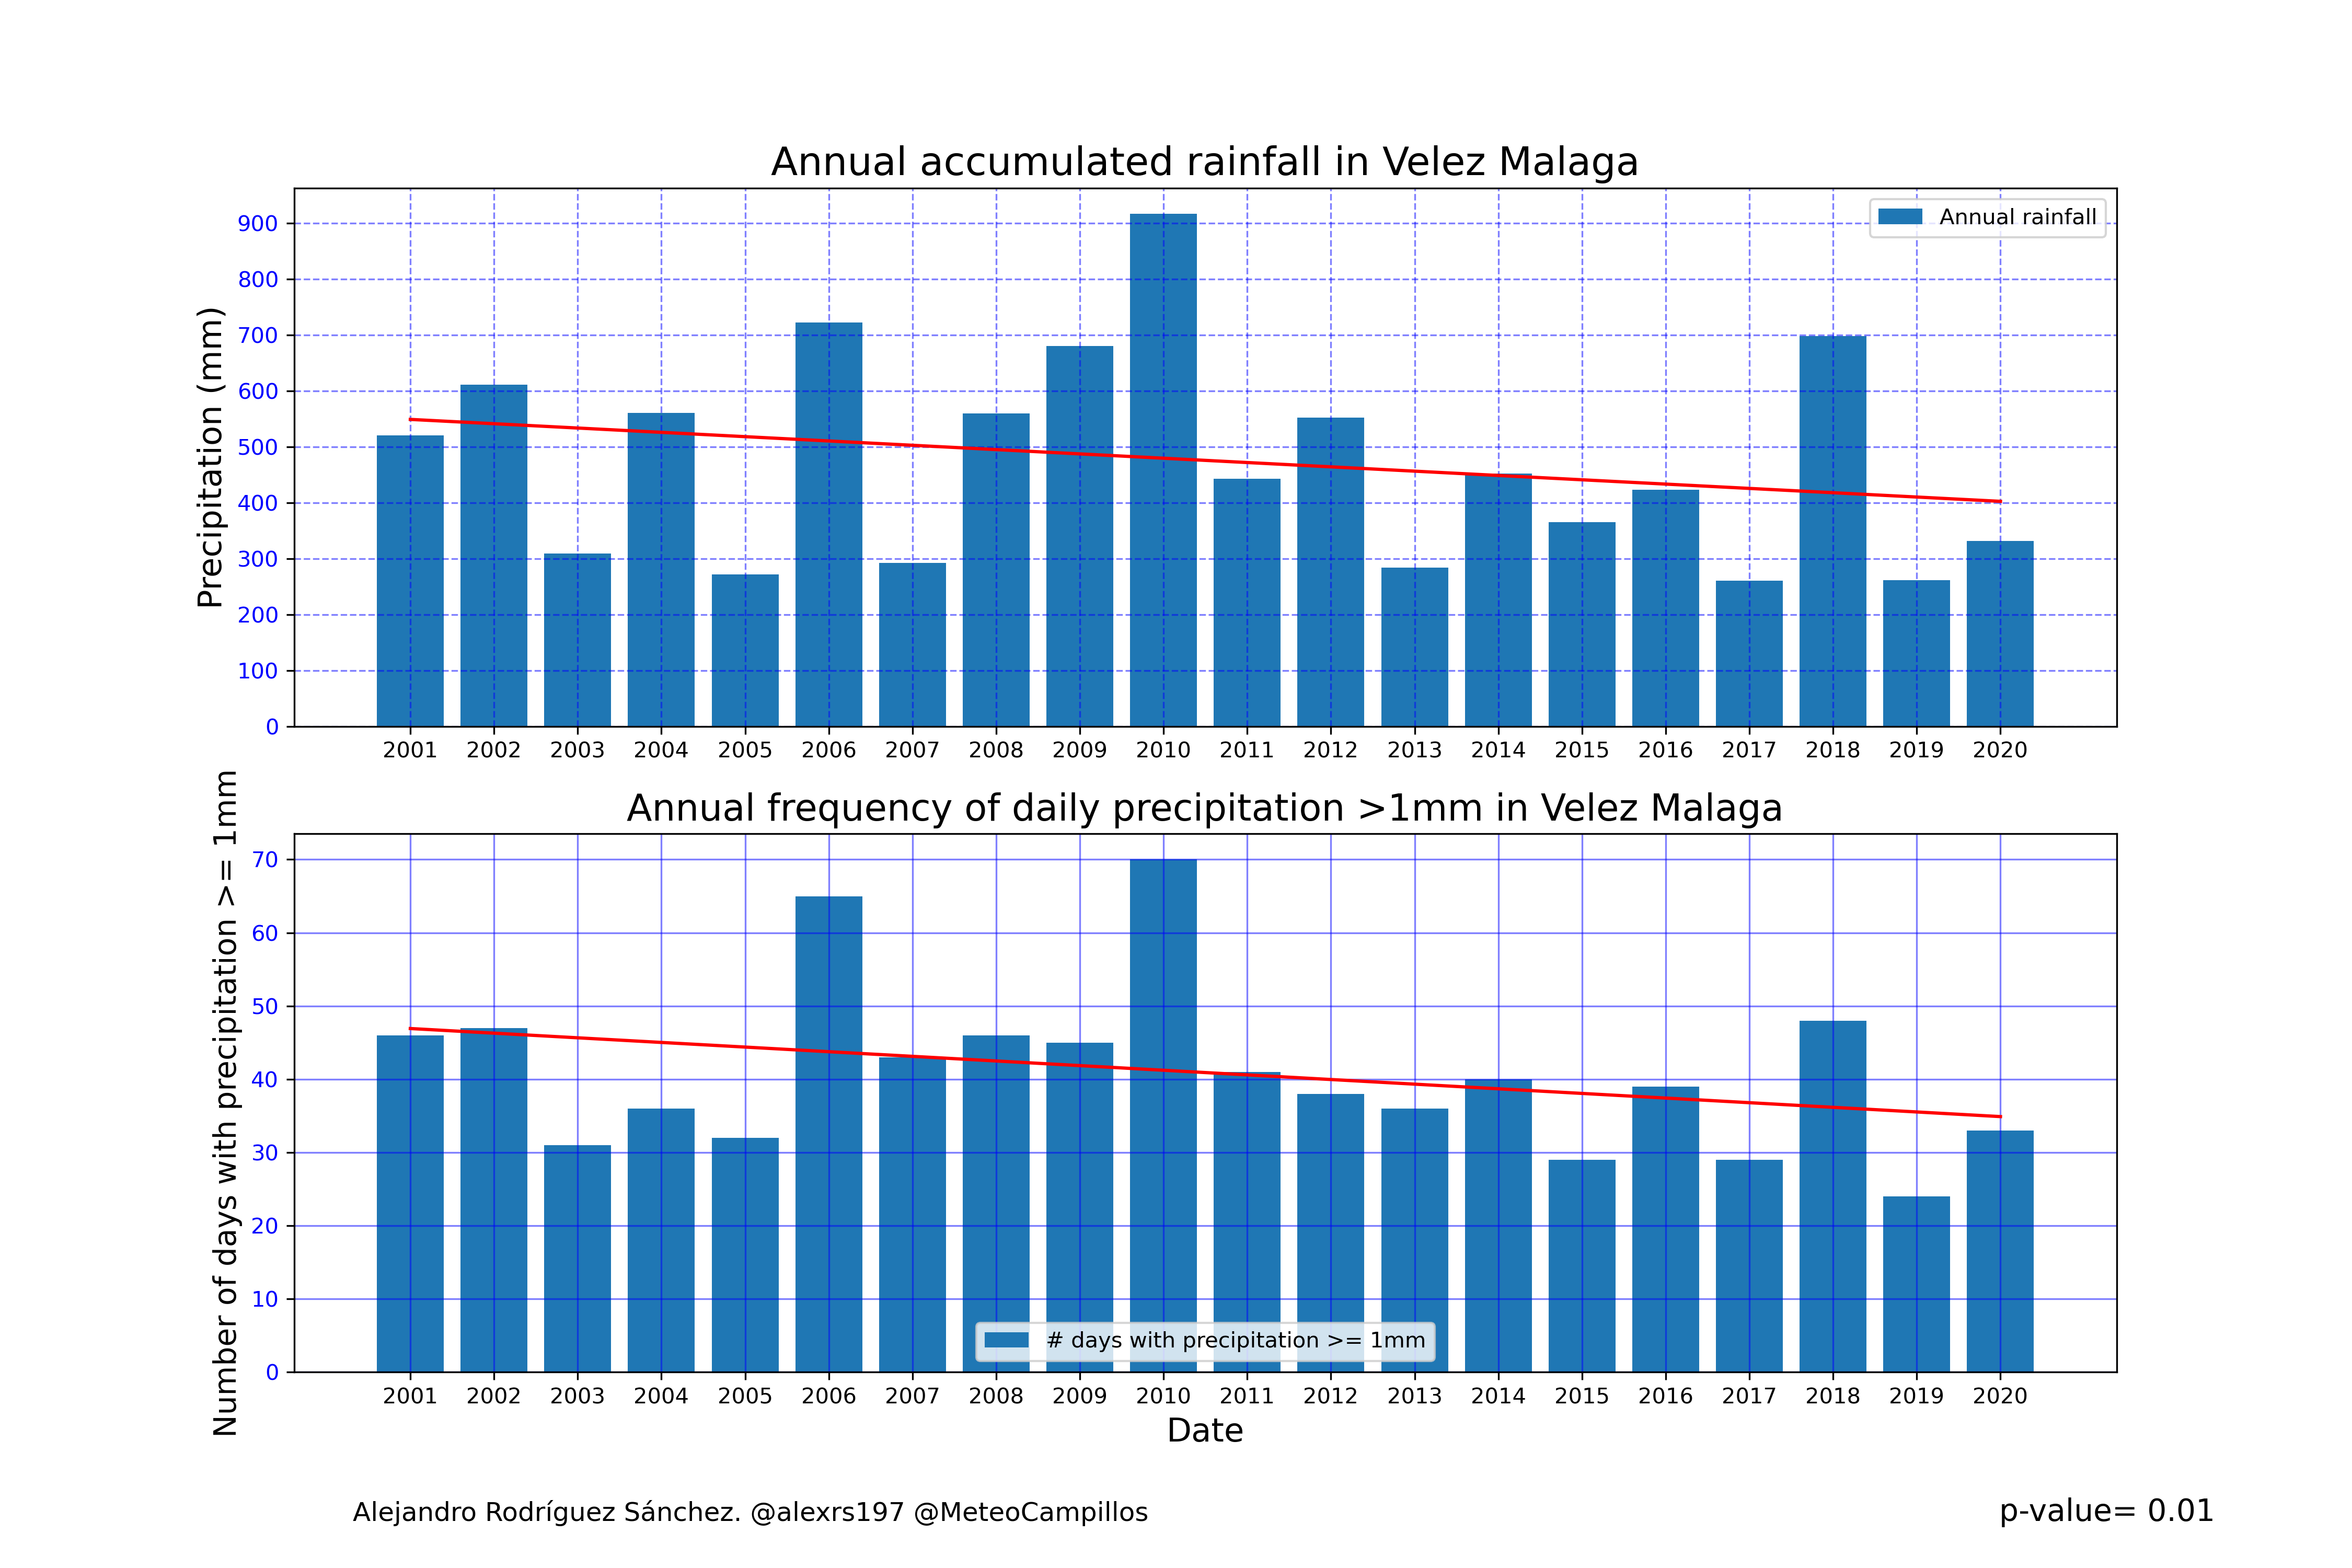 Annual accumulated rainfall in Velez Malaga
Precipitation (mm)
900
800
700
600
500
400
300
200
100
0
Annual rainfall
2001 2002 2003 2004 2005 2006 2007 2008 2009 2010 2011 2012 2013 2014 2015 2016 2017 2018 2019 2020
Annual frequency of daily precipitation >1mm in Velez Malaga
Number of days with precipitation >= 1mm
70
60
50
40
30
20
10
0
# days with precipitation >= 1mm
2001 2002 2003 2004 2005 2006 2007 2008 2009 2010 2011 2012 2013 2014 2015 2016 2017 2018 2019 2020
Date
Alejandro Rodríguez Sánchez. @alexrs197 @MeteoCampillos
p-value= 0.01